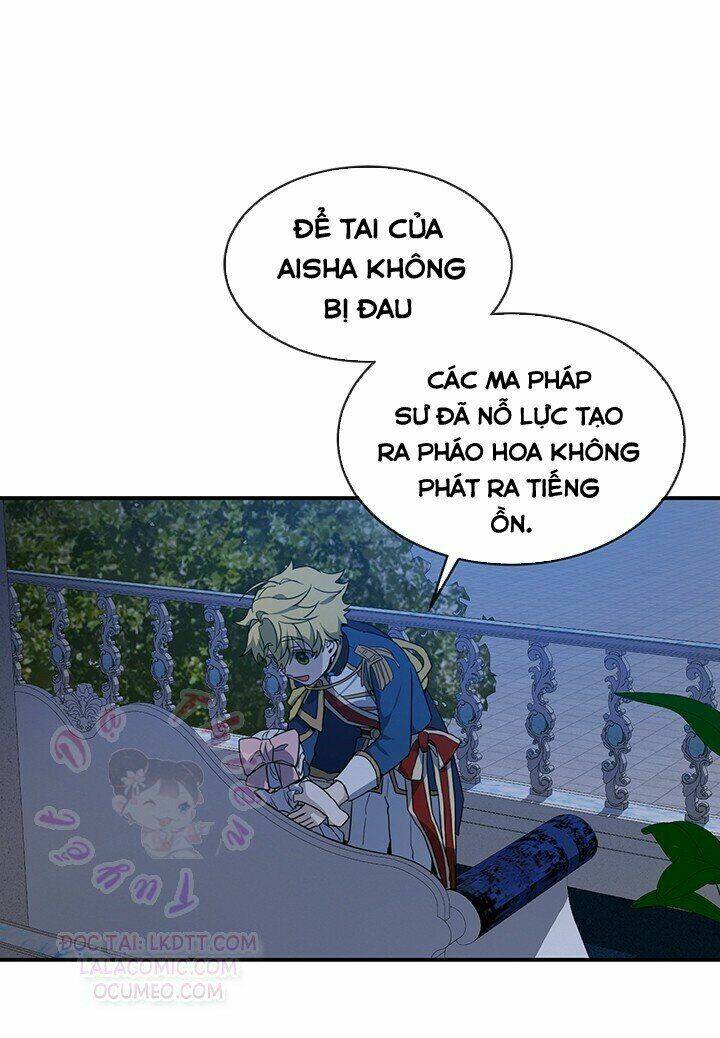 ĐỂ TAI CỦA
AISHA KHÔNG
BỊ ĐAU
CÁC MA PHÁP
SƯ ĐÃ NỖ LỰC TẠO
RA PHÁO HOA KHÔNG
PHÁT RA TIẾNG
ỒN.
ĐỌC TẠI: LKDTT.COM
LALACOMIC.COM
OCUMEO.COM